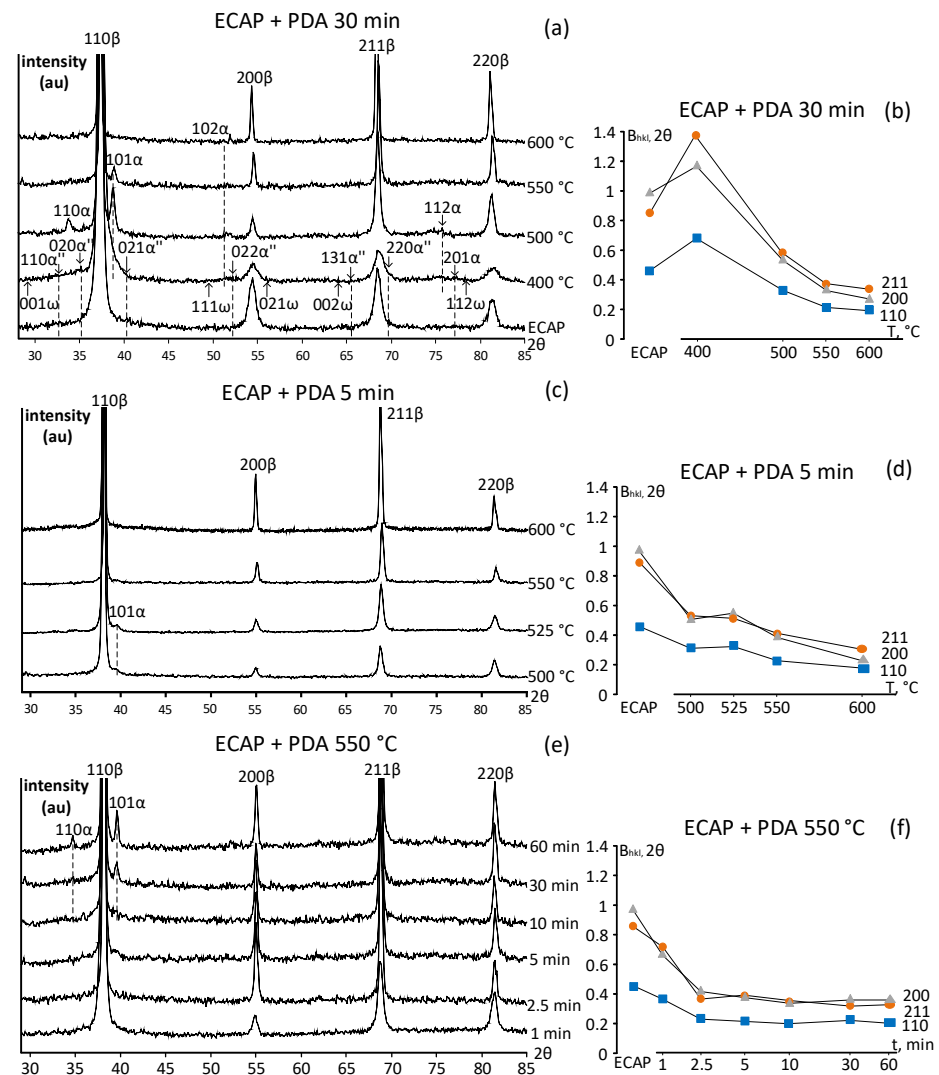 ECAP + PDA 30 min
(a)
intensity
(au)
110β
200β
211β
220β
102α
600 °C
101α
550 °C
110α
112α
500 °C
020α"
110α"
021α"
022α"
131α"
220α"
201α
400 °C
001ω
111ω
021ω
002ω
112ω
ECAP
30 35 40 45 50 55 60 65 70 75 80 85
2θ
ECAP + PDA 30 min
(b)
Bhkl, 2θ
1.4
1.2
1
0.8
0.6
0.4
0.2
0
211
200
110
T, °C
ECAP 400 500 550 600
ECAP + PDA 5 min
(c)
intensity
(au)
110β
200β
211β
220β
600 °C
550 °C
101α
525 °C
500 °C
30 35 40 45 50 55 60 65 70 75 80 85
2θ
ECAP + PDA 5 min
(d)
Bhkl, 2θ
1.4
1.2
1
0.8
0.6
0.4
0.2
0
211
200
110
T, °C
ECAP 500 525 550 600
ECAP + PDA 550 °C
(e)
intensity
(au)
110β
200β
211β
220β
110α
101α
60 min
30 min
10 min
5 min
2.5 min
1 min
30 35 40 45 50 55 60 65 70 75 80 85
2θ
ECAP + PDA 550 °C
(f)
Bhkl, 2θ
1.4
1.2
1
0.8
0.6
0.4
0.2
0
200
211
110
t, min
ECAP 1 2.5 5 10 30 60